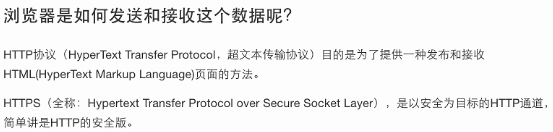 浏览器是如何发送和接收这个数据呢?
HTTP协议（HyperText Transfer Protocol，超文本传输协议）目的是为了提供一种发布和接收
HTML(HyperText Markup Language)页面的方法。
HTTPS（全称：Hypertext Transfer Protocol over Secure Socket Layer），是以安全为目标的HTTP通道，
简单讲是HTTP的安全版。